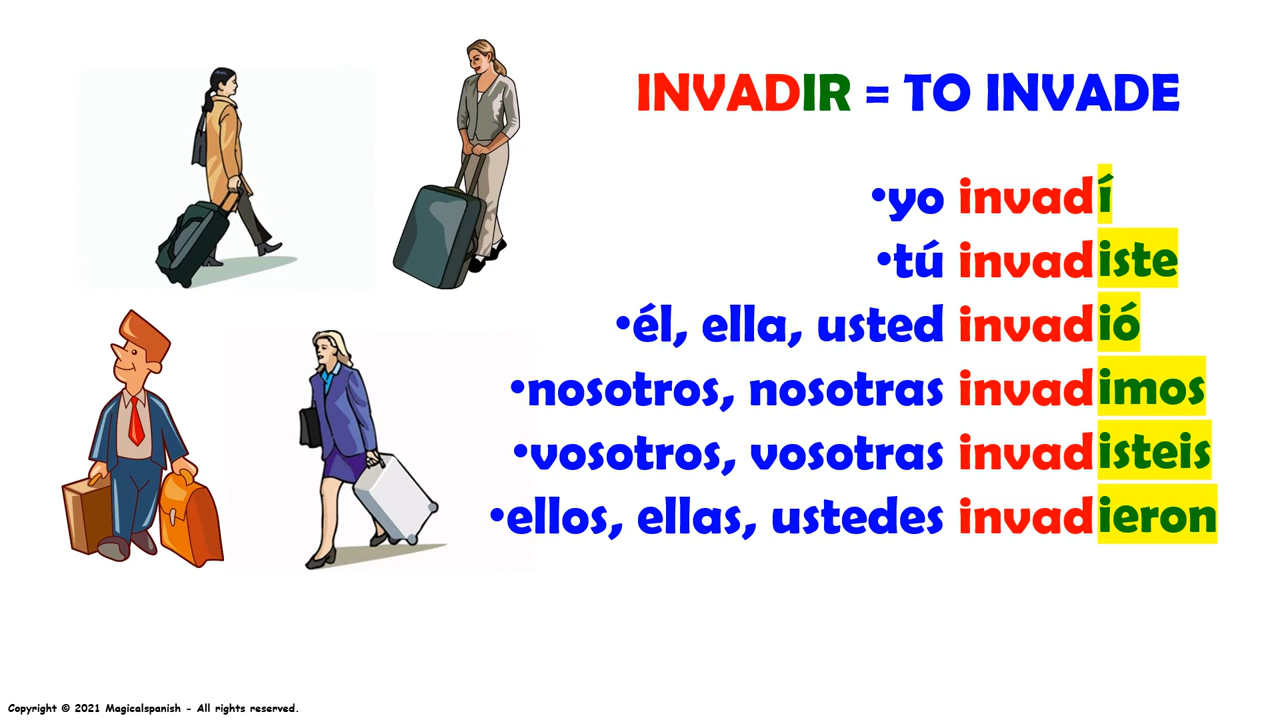 INVADIR = TO INVADE
•yo invadí
•tú invadiste
•él, ella, usted invadió
•nosotros, nosotras invadimos
•vosotros, vosotras invadisteis
•ellos, ellas, ustedes invadieron
Copyright © 2021 Magicalspanish - All rights reserved.